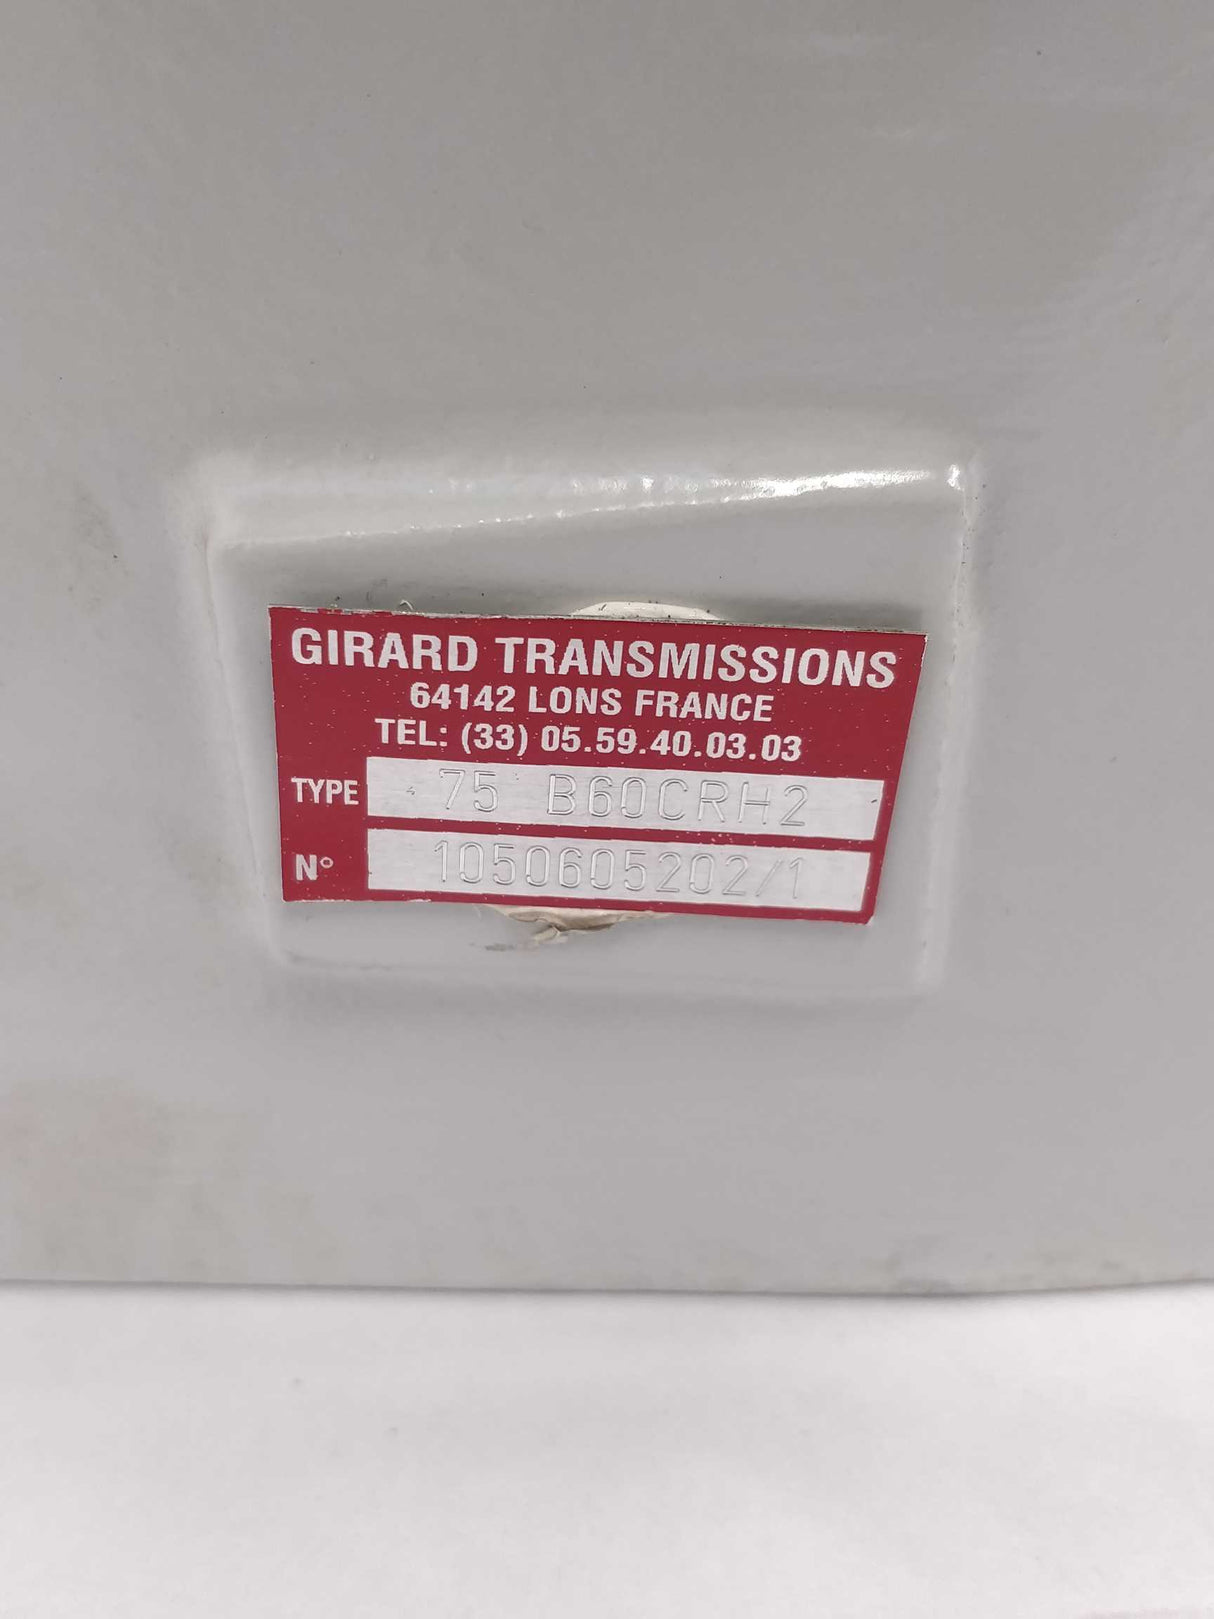 GIRARD TRANSMISSIONS
64142 LONS FRANCE
TEL: (33) 05.59.40.03.03
TYPE 75 B60CRH2
N° 1050605202/1